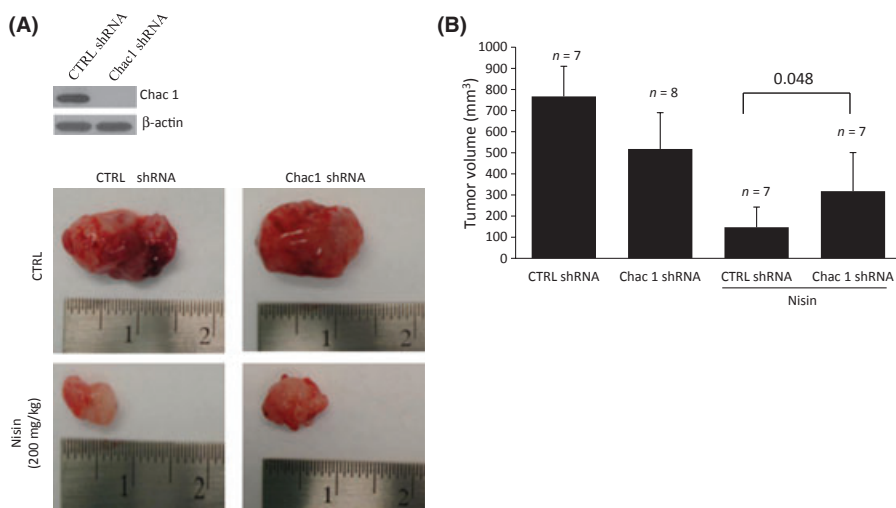 (A)
CTRL shRNA
Chac1 shRNA
Chac 1
β-actin
CTRL shRNA
Chac1 shRNA
CTRL
1 2
1 2
Nisin
(200 mg/kg)
1 2
1 2
(B)
Tumor volume (mm³)
1000
900
800
700
600
500
400
300
200
100
0
n = 7
n = 8
n = 7
n = 7
0.048
CTRL shRNA
Chac 1 shRNA
CTRL shRNA
Chac 1 shRNA
Nisin